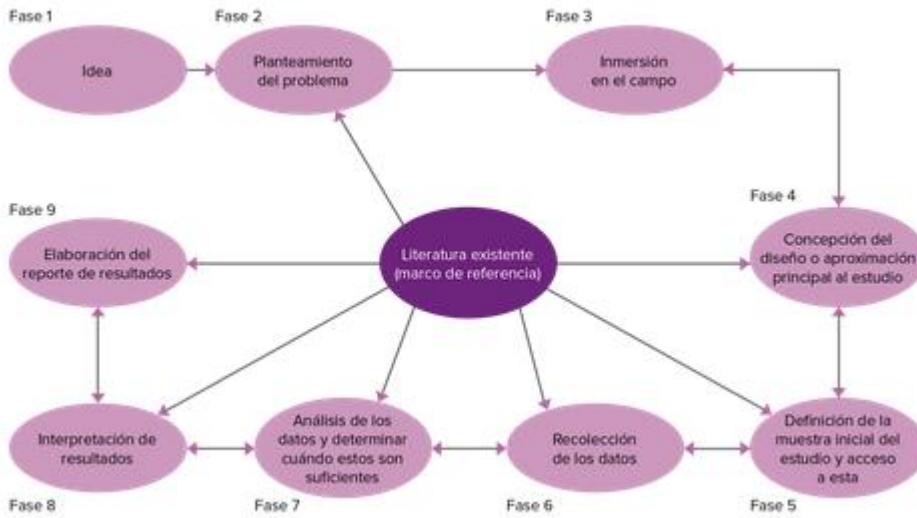 Fase 1
Idea
Fase 2
Planteamiento
del problema
Fase 3
Inmersión
en el campo
Fase 4
Concepción del
diseño o aproximación
principal al estudio
Fase 9
Elaboración del
reporte de resultados
Literatura existente
(marco de referencia)
Interpretación de
resultados
Fase 8
Análisis de los
datos y determinar
cuándo estos son
suficientes
Fase 7
Recolección
de los datos
Fase 6
Definición de la
muestra inicial del
estudio y acceso
a esta
Fase 5